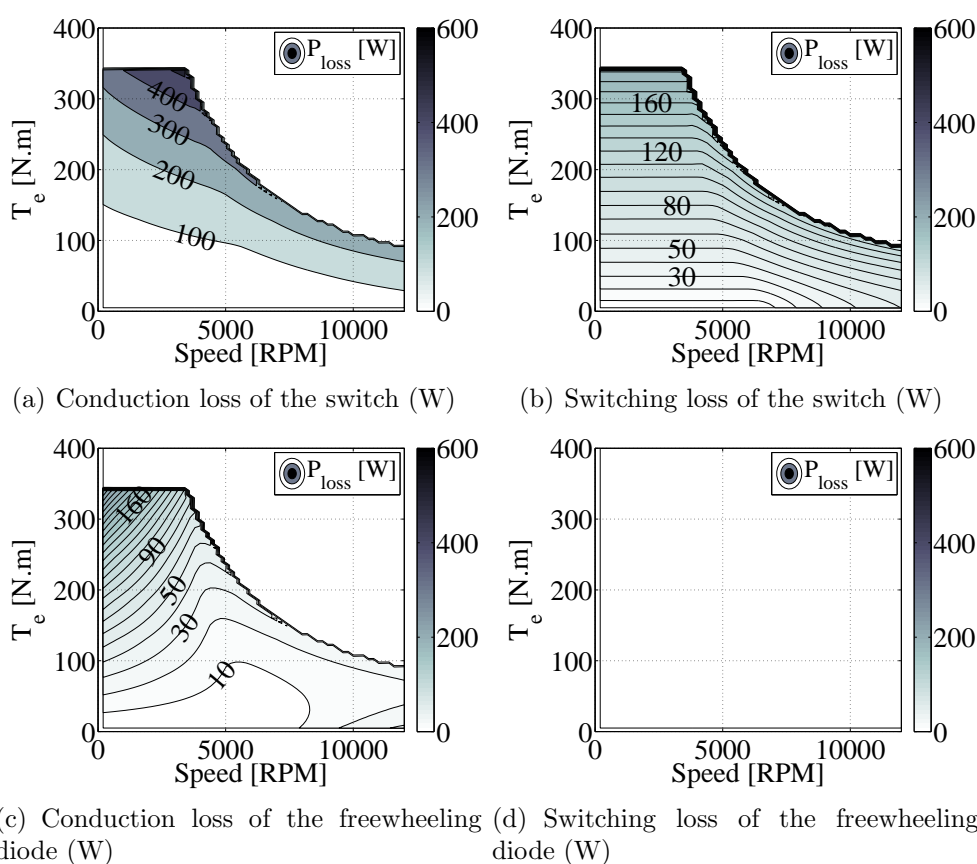 400
300
200
100
0
T_e [N.m]
0 5000 10000
Speed [RPM]
P_loss [W]
400
300
200
100
600
400
200
0
(a) Conduction loss of the switch (W)
400
300
200
100
0
T_e [N.m]
0 5000 10000
Speed [RPM]
P_loss [W]
160
120
80
50
30
600
400
200
0
(b) Switching loss of the switch (W)
400
300
200
100
0
T_e [N.m]
0 5000 10000
Speed [RPM]
P_loss [W]
160
90
50
30
10
600
400
200
0
(c) Conduction loss of the freewheeling
diode (W)
400
300
200
100
0
T_e [N.m]
0 5000 10000
Speed [RPM]
P_loss [W]
600
400
200
0
(d) Switching loss of the freewheeling
diode (W)